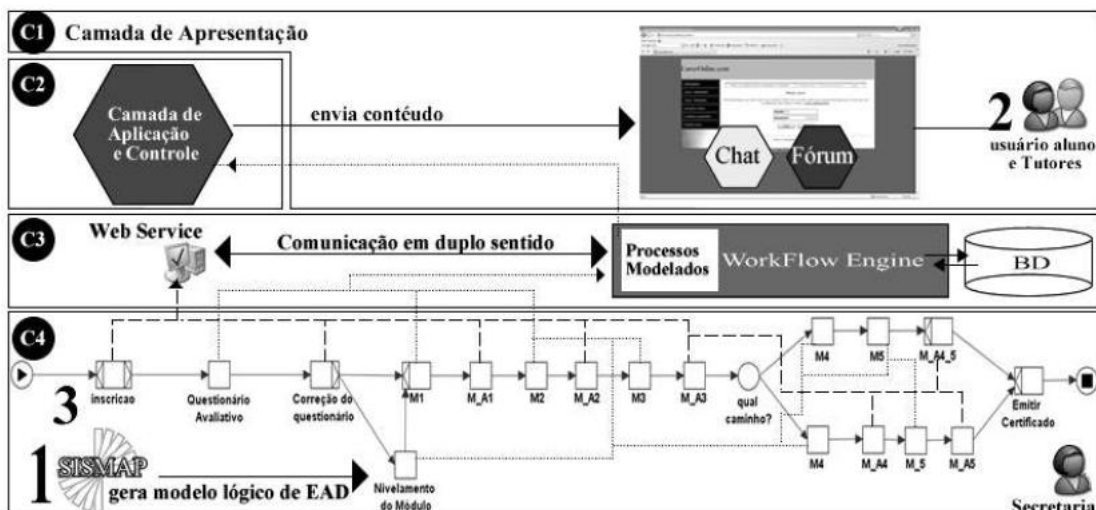 C1 Camada de Apresentação
C2
Camada de
Aplicação
e Controle
envia contéudo
CursoOnline.com
Chat
Fórum
2
usuário aluno
e Tutores
C3
Web Service
Comunicação em duplo sentido
Processos
Modelados
WorkFlow Engine
BD
C4
inscricao
Questionário
Avaliativo
Correção do
questionário
M1
M_A1
M2
M_A2
M3
M_A3
qual
caminho?
M4
M5
M_A4_5
M4
M_A4
M_5
M_A5
Emitir
Certificado
3
1
SISMAP
gera modelo lógico de EAD
Nivelamento
do Módulo
Secretaria